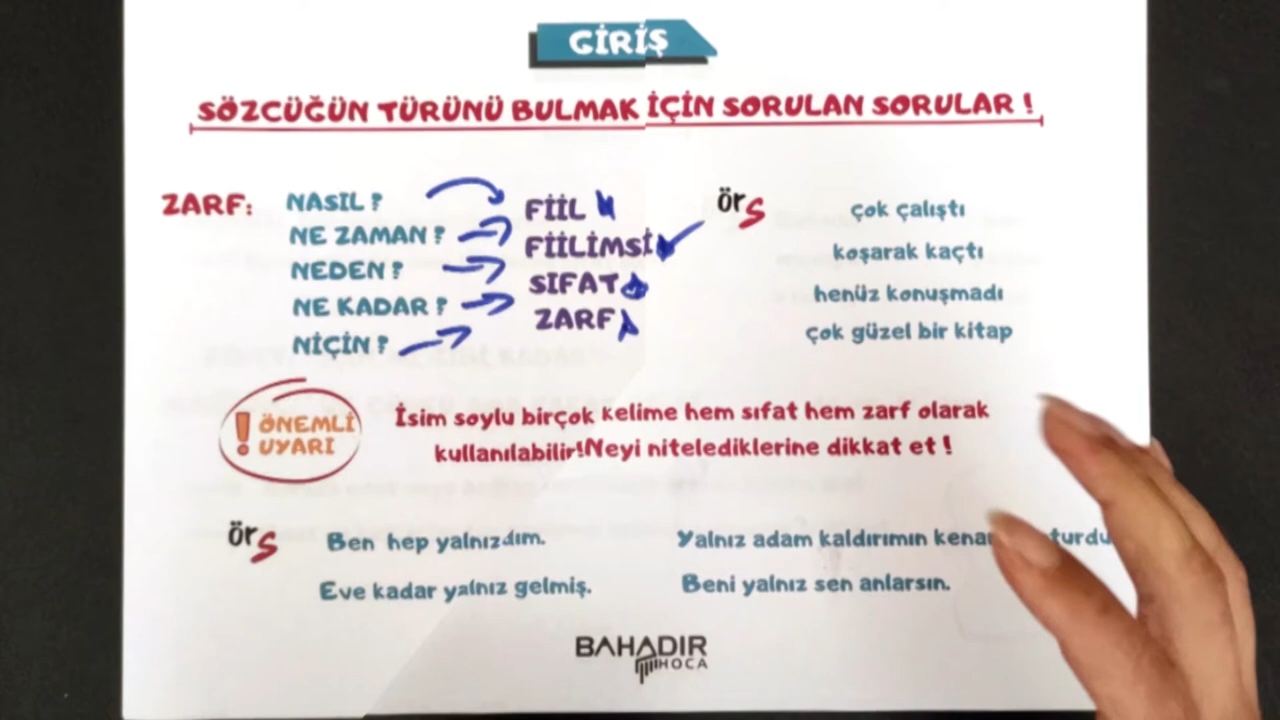 GİRİŞ
SÖZCÜĞÜN TÜRÜNÜ BULMAK İÇİN SORULAN SORULAR !
ZARF:
NASIL ?
NE ZAMAN ?
NEDEN ?
NE KADAR ?
NİÇİN ?
FİİL
FİİLİMSİ
SIFAT
ZARF
örs
çok çalıştı
koşarak kaçtı
henüz konuşmadı
çok güzel bir kitap
! ÖNEMLİ
UYARI
İsim soylu birçok kelime hem sıfat hem zarf olarak
kullanılabilir!Neyi nitelediklerine dikkat et !
örs
Ben hep yalnızdım.
Eve kadar yalnız gelmiş.
Yalnız adam kaldırımın
Beni yalnız sen anlarsın.
BAHADIR
HOCA